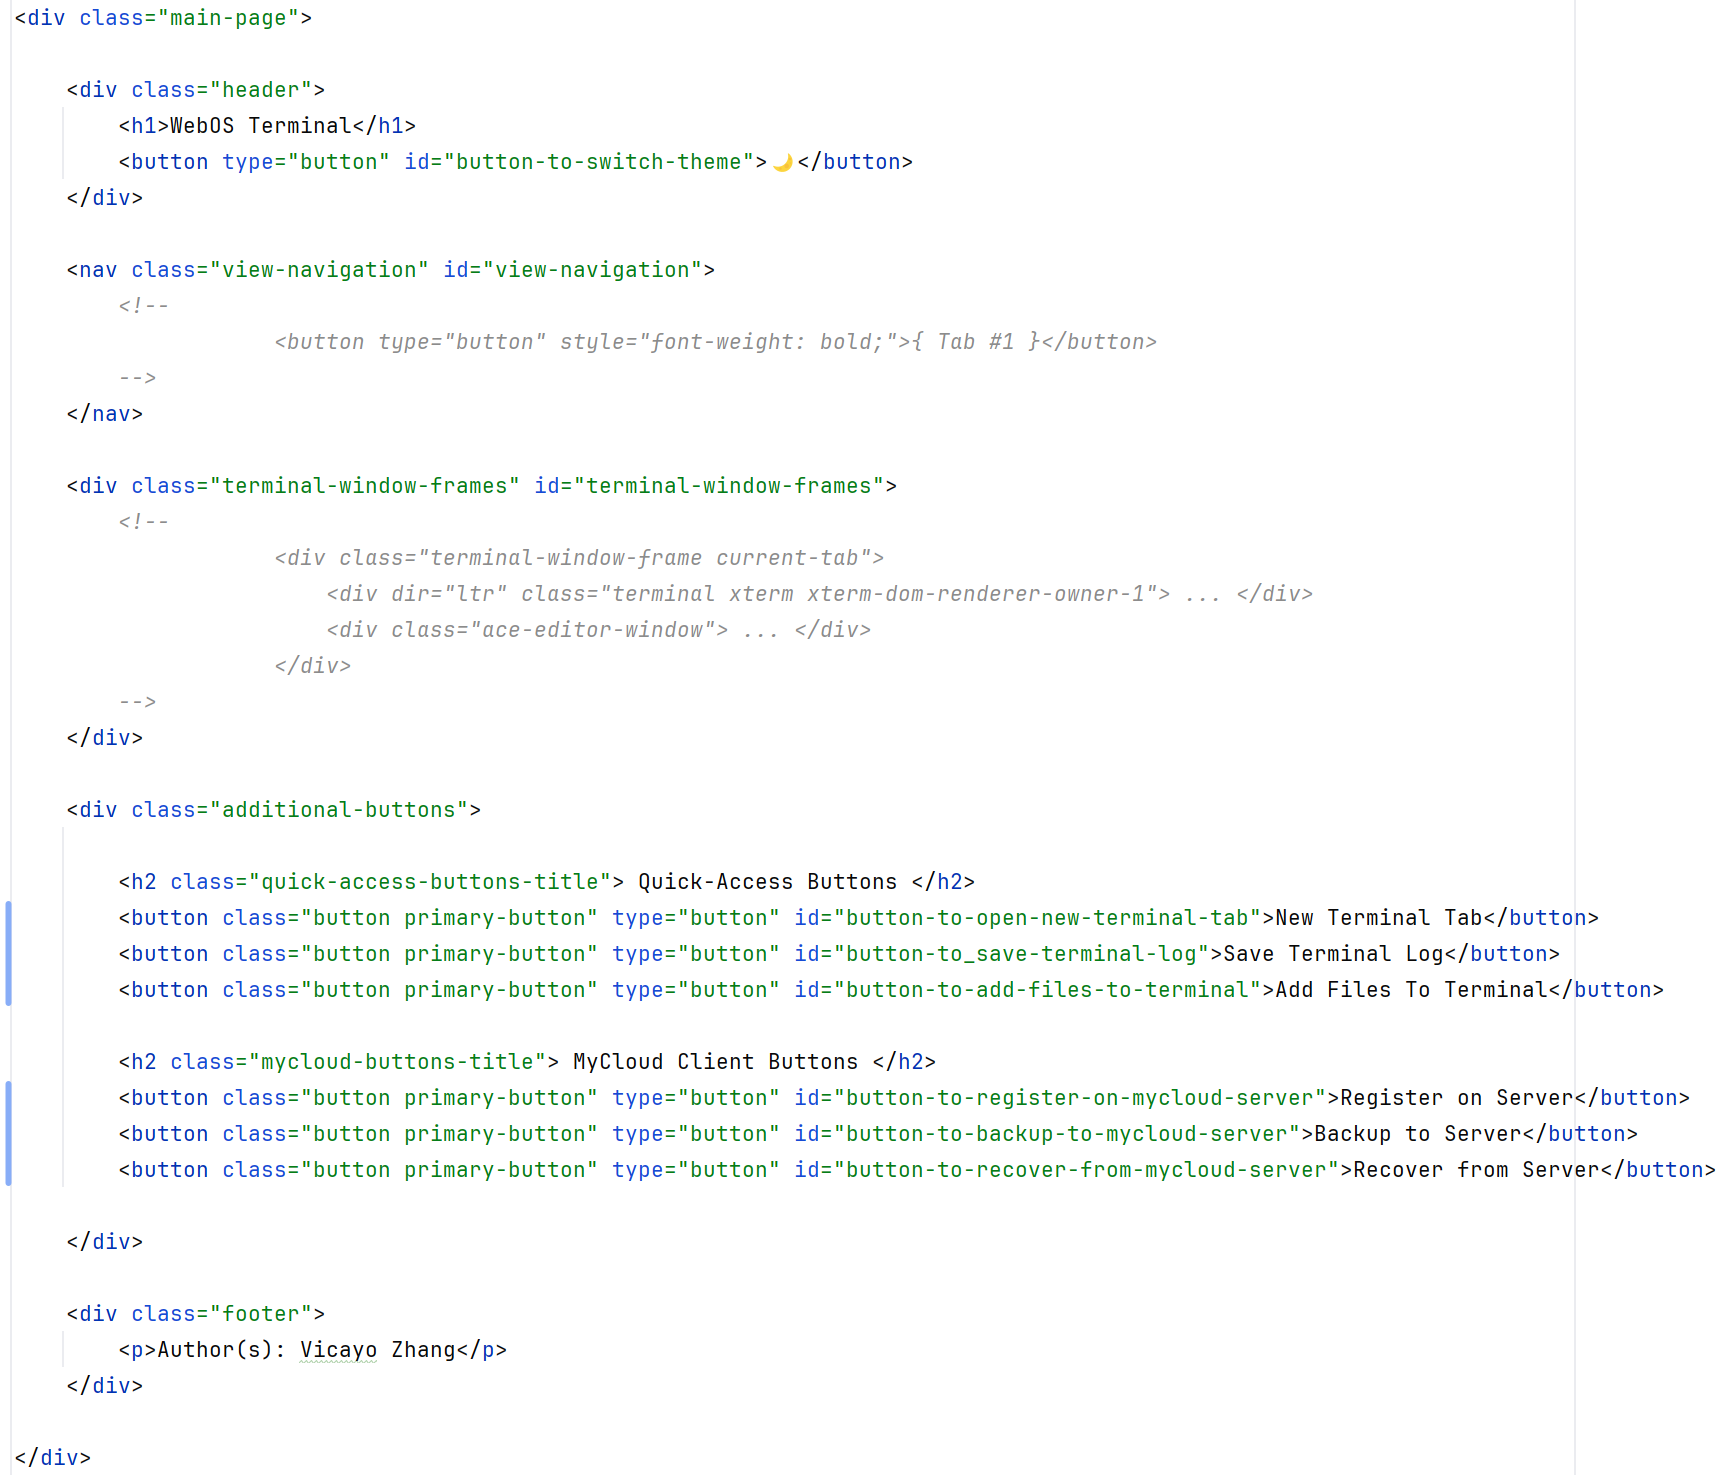 <div class="main-page">
<div class="header">
<h1>WebOS Terminal</h1>
<button type="button" id="button-to-switch-theme">🌙</button>
</div>
<nav class="view-navigation" id="view-navigation">
<!--
<button type="button" style="font-weight: bold;">{ Tab #1 }</button>
-->
</nav>
<div class="terminal-window-frames" id="terminal-window-frames">
<!--
<div class="terminal-window-frame current-tab">
<div dir="ltr" class="terminal xterm xterm-dom-renderer-owner-1"> ... </div>
<div class="ace-editor-window"> ... </div>
</div>
-->
</div>
<div class="additional-buttons">
<h2 class="quick-access-buttons-title"> Quick-Access Buttons </h2>
<button class="button primary-button" type="button" id="button-to-open-new-terminal-tab">New Terminal Tab</button>
<button class="button primary-button" type="button" id="button-to_save-terminal-log">Save Terminal Log</button>
<button class="button primary-button" type="button" id="button-to-add-files-to-terminal">Add Files To Terminal</button>
<h2 class="mycloud-buttons-title"> MyCloud Client Buttons </h2>
<button class="button primary-button" type="button" id="button-to-register-on-mycloud-server">Register on Server</button>
<button class="button primary-button" type="button" id="button-to-backup-to-mycloud-server">Backup to Server</button>
<button class="button primary-button" type="button" id="button-to-recover-from-mycloud-server">Recover from Server</button>
</div>
<div class="footer">
<p>Author(s): Vicayo Zhang</p>
</div>
</div>